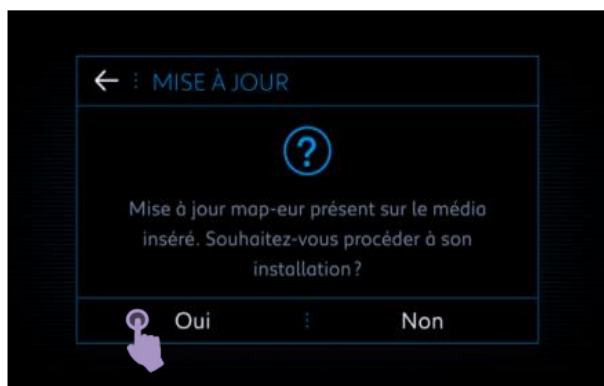 MISE À JOUR
?
Mise à jour map-eur présent sur le média
inséré. Souhaitez-vous procéder à son
installation?
Oui Non